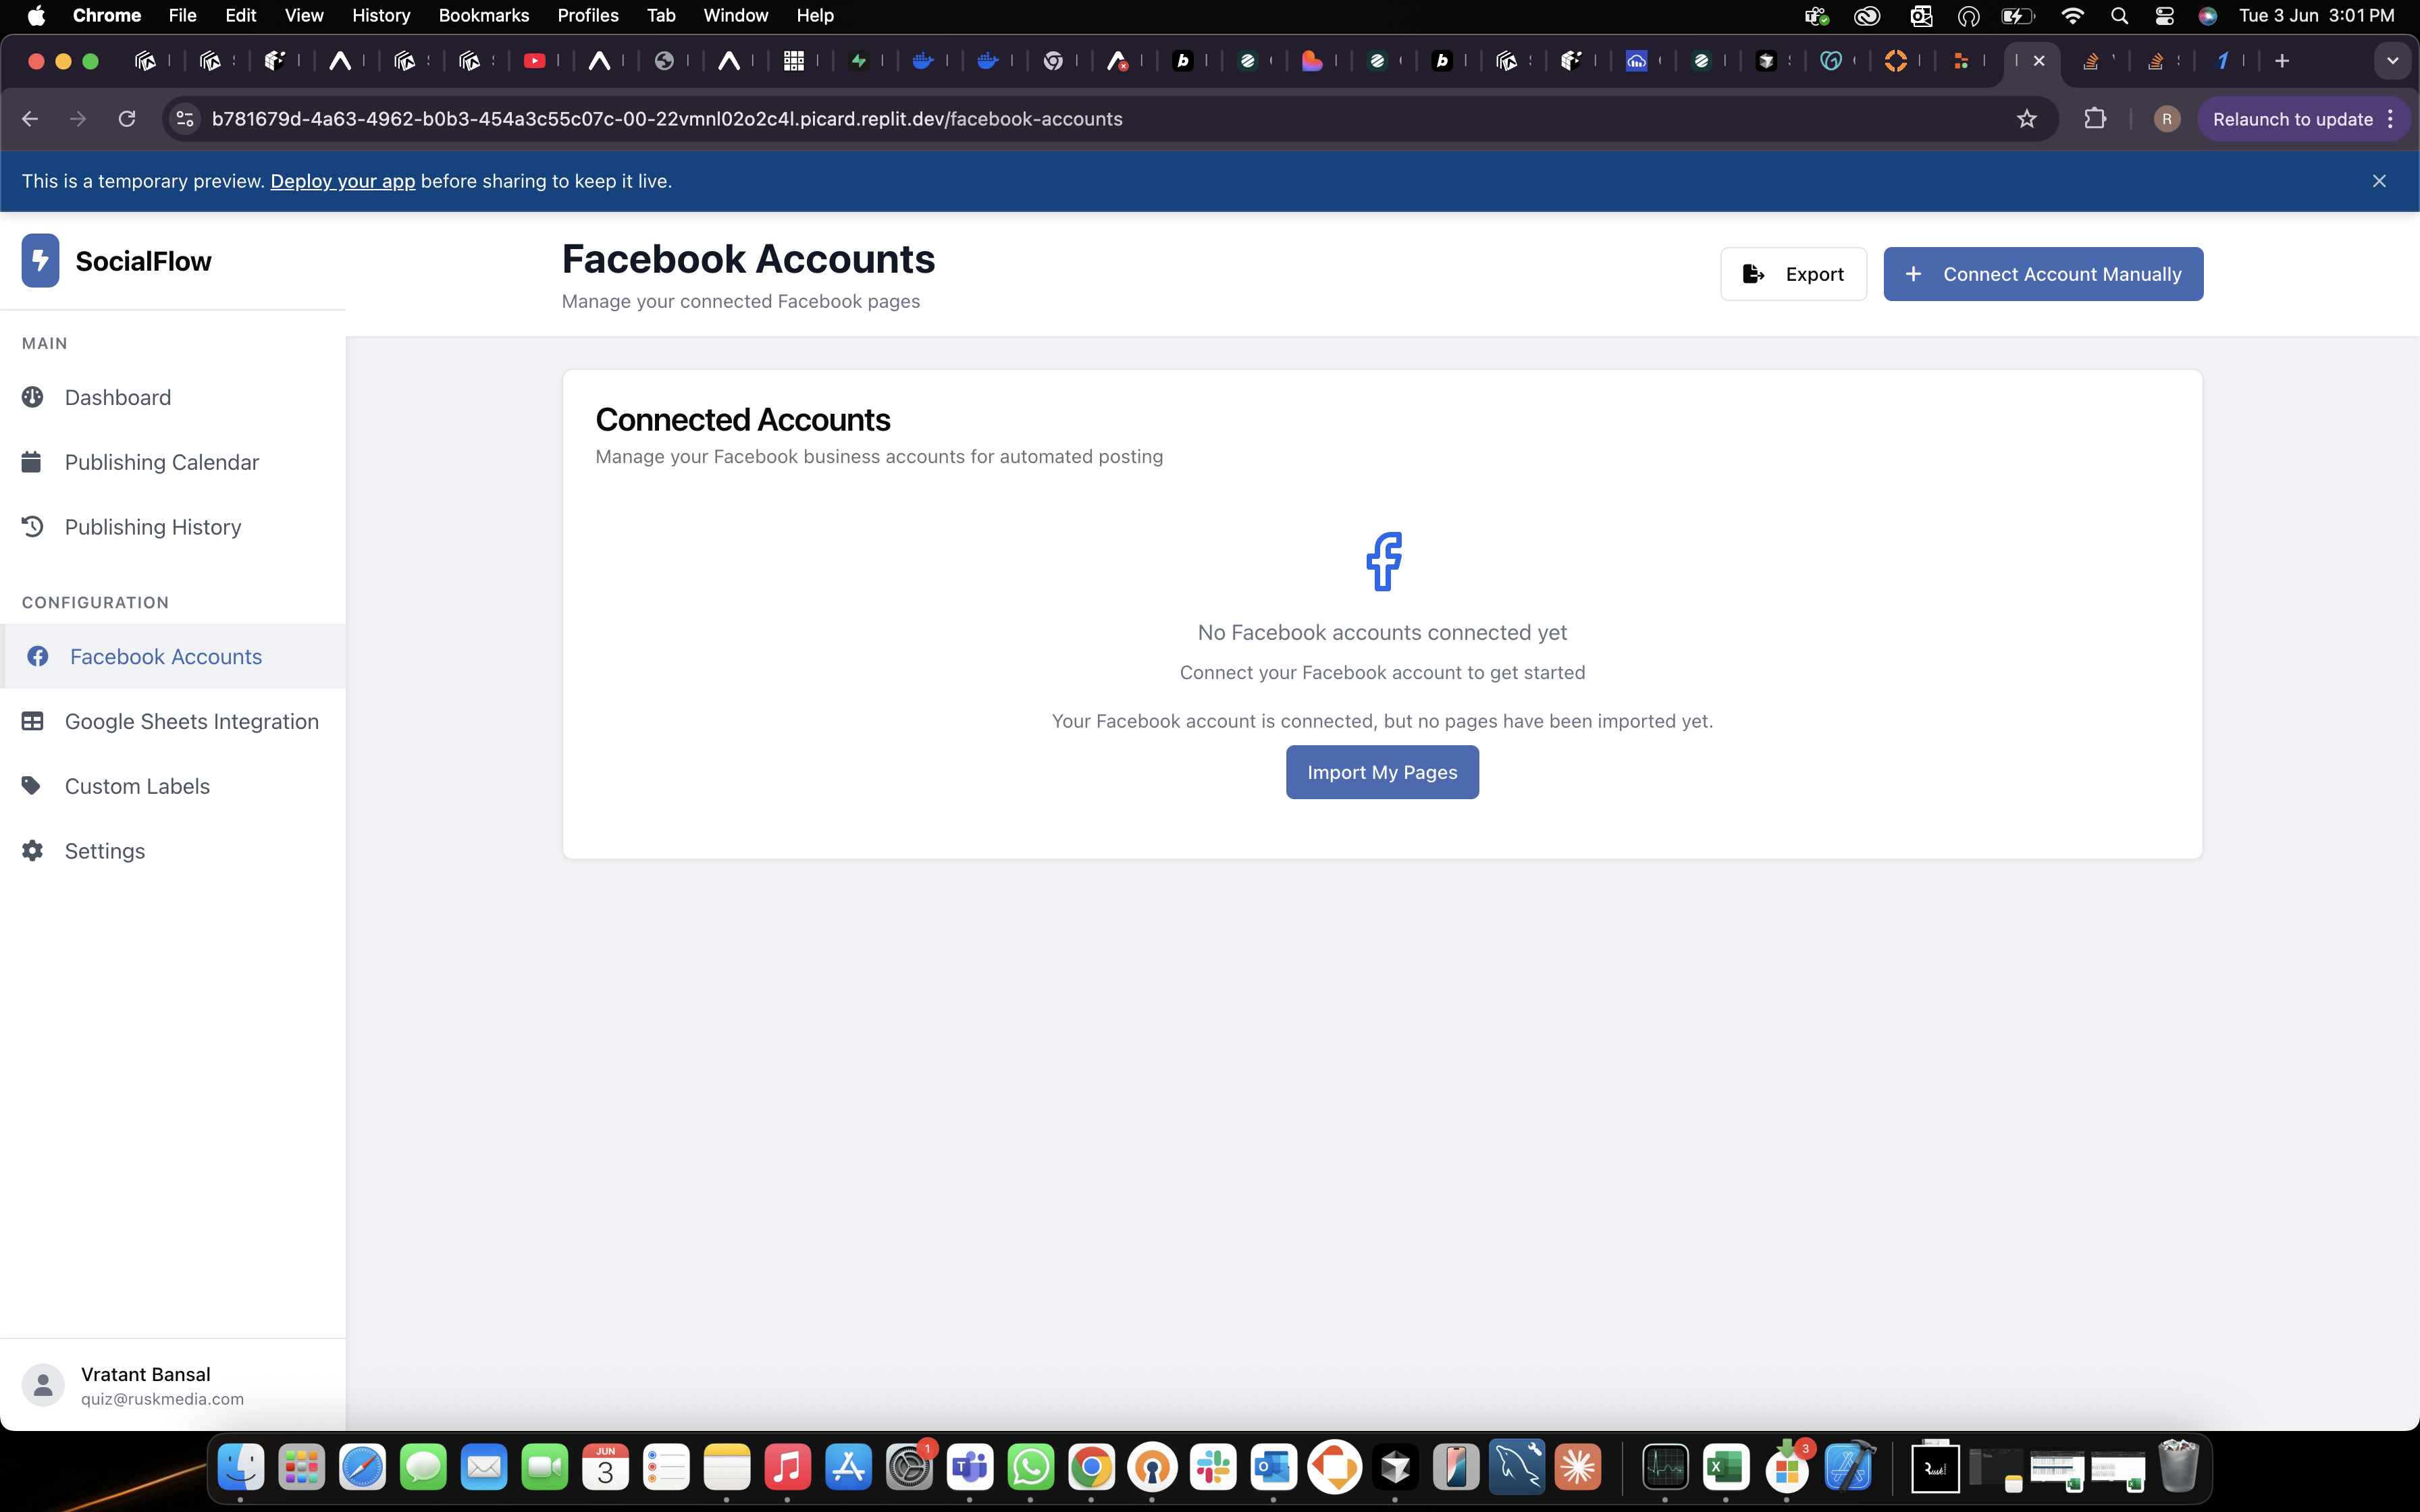 Chrome File Edit View History Bookmarks Profiles Tab Window Help Tue 3 Jun 3:01 PM
b781679d-4a63-4962-b0b3-454a3c55c07c-00-22vmnl02o2c4l.picard.replit.dev/facebook-accounts R Relaunch to update
This is a temporary preview. Deploy your app before sharing to keep it live.
SocialFlow
MAIN
Dashboard
Publishing Calendar
Publishing History
CONFIGURATION
Facebook Accounts
Google Sheets Integration
Custom Labels
Settings
Vratant Bansal
quiz@ruskmedia.com
Facebook Accounts
Manage your connected Facebook pages
Export
Connect Account Manually
Connected Accounts
Manage your Facebook business accounts for automated posting
No Facebook accounts connected yet
Connect your Facebook account to get started
Your Facebook account is connected, but no pages have been imported yet.
Import My Pages
JUN
3
1
3